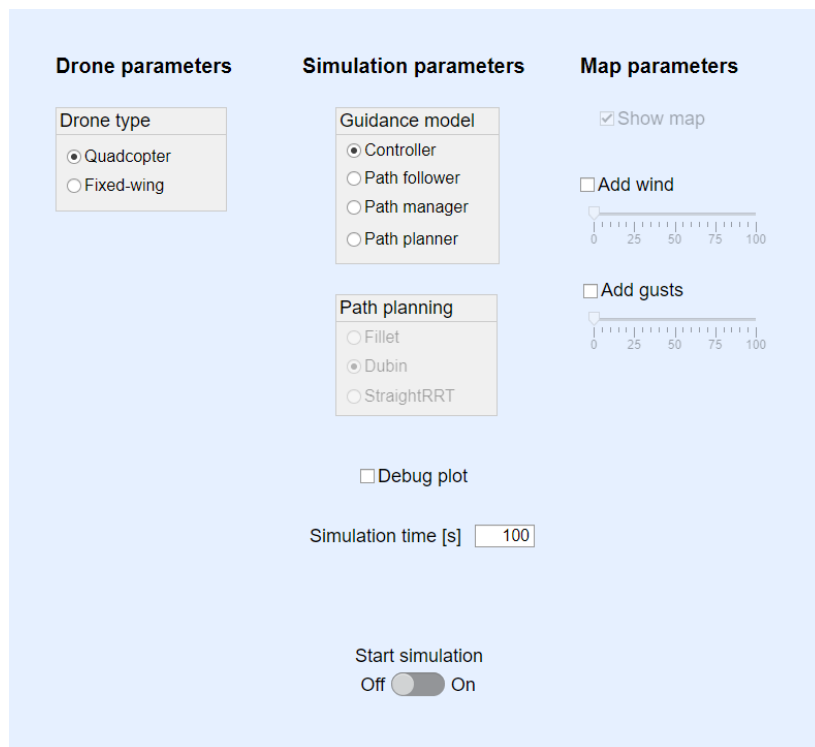 Drone parameters
Simulation parameters
Map parameters
Drone type
Quadcopter
Fixed-wing
Guidance model
Controller
Path follower
Path manager
Path planner
Path planning
Fillet
Dubin
StraightRRT
Debug plot
Simulation time [s] 100
Start simulation
Off On
Show map
Add wind
0 25 50 75 100
Add gusts
0 25 50 75 100